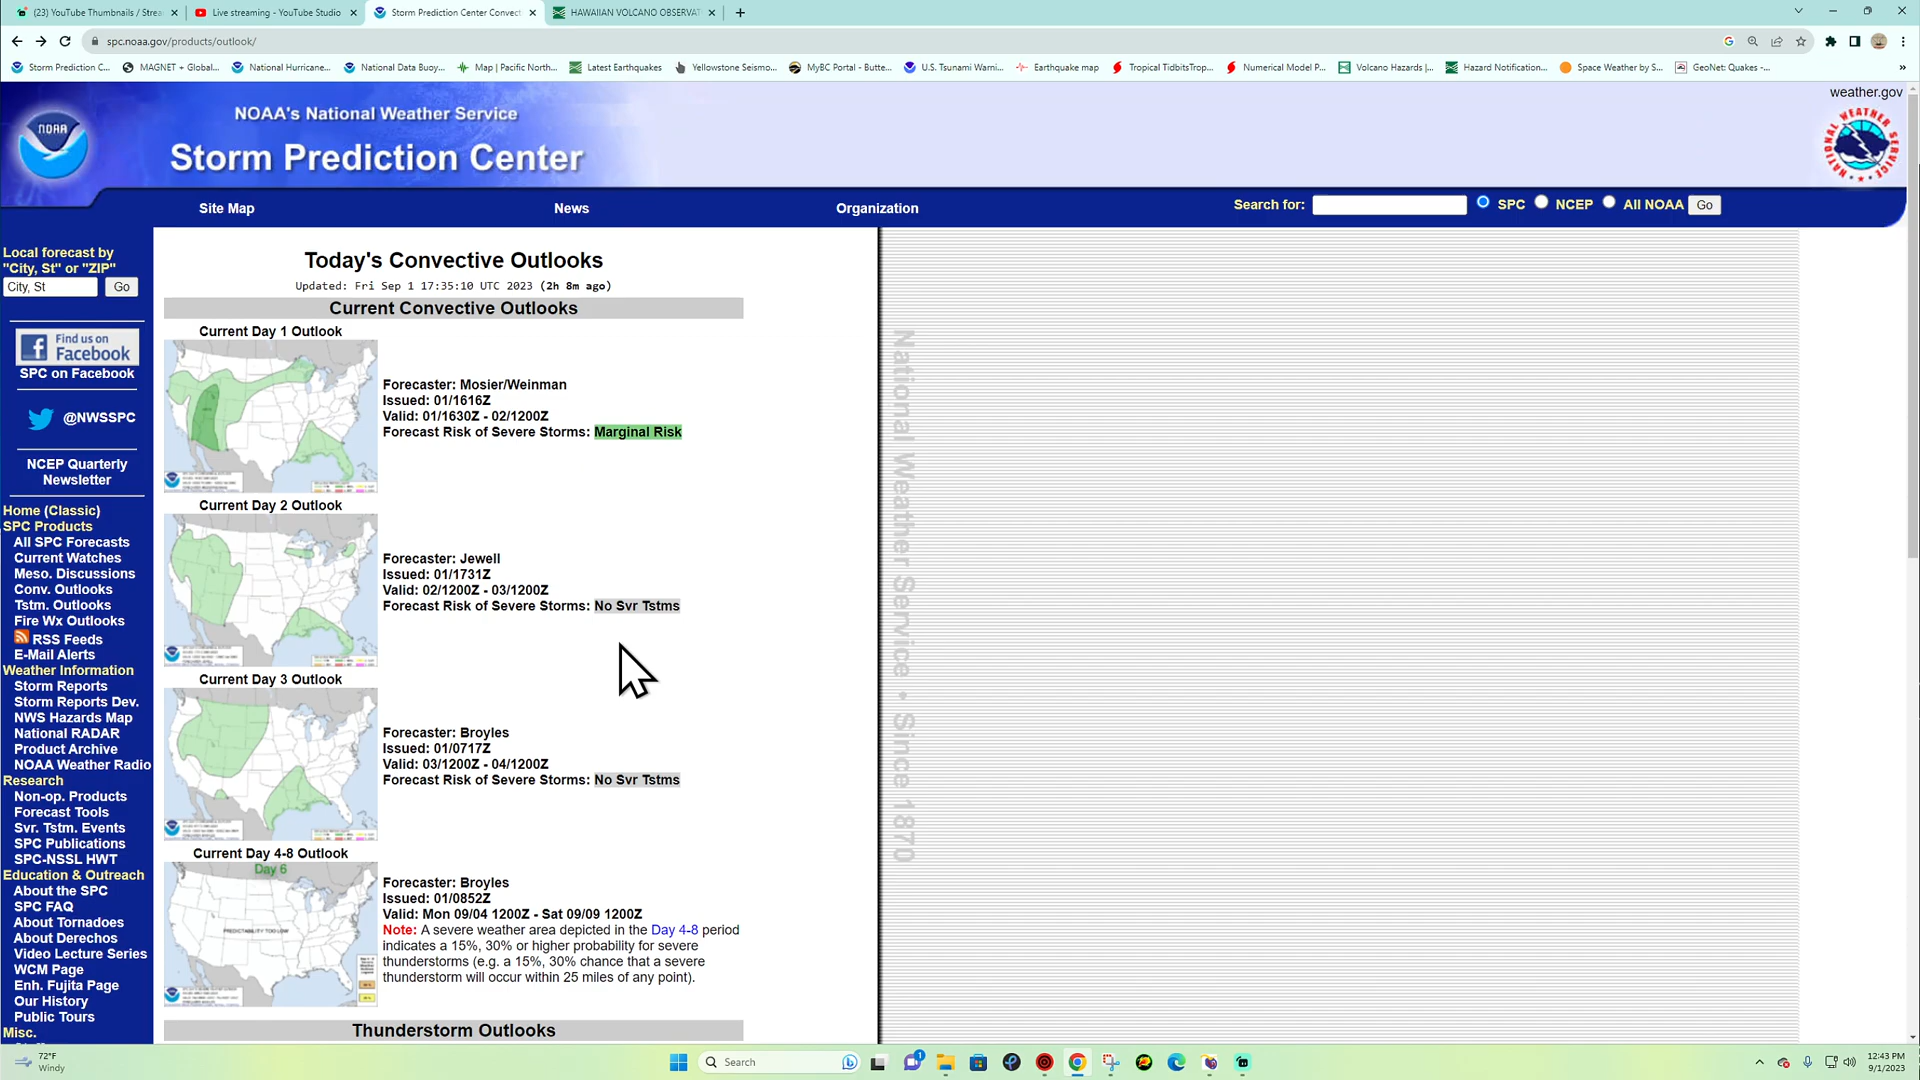 (23) YouTube Thumbnails / Strea
Live streaming - YouTube Studio
Storm Prediction Center Convect
HAWAIIAN VOLCANO OBSERVAT
spc.noaa.gov/products/outlook/
Storm Prediction C...
MAGNET + Global...
National Hurricane...
National Data Buoy...
Map | Pacific North...
Latest Earthquakes
Yellowstone Seismo...
MyBC Portal - Butte...
U.S. Tsunami Warni...
Earthquake map
Tropical TidbitsTrop...
Numerical Model P...
Volcano Hazards |...
Hazard Notification...
Space Weather by S...
GeoNet: Quakes -...
weather.gov
NOAA
NOAA's National Weather Service
Storm Prediction Center
NATIONAL WEATHER SERVICE
Site Map
News
Organization
Search for:
SPC
NCEP
All NOAA
Go
Local forecast by
"City, St" or "ZIP"
City, St
Go
Find us on
Facebook
SPC on Facebook
@NWSSPC
NCEP Quarterly
Newsletter
Home (Classic)
SPC Products
All SPC Forecasts
Current Watches
Meso. Discussions
Conv. Outlooks
Tstm. Outlooks
Fire Wx Outlooks
RSS Feeds
E-Mail Alerts
Weather Information
Storm Reports
Storm Reports Dev.
NWS Hazards Map
National RADAR
Product Archive
NOAA Weather Radio
Research
Non-op. Products
Forecast Tools
Svr. Tstm. Events
SPC Publications
SPC-NSSL HWT
Education & Outreach
About the SPC
SPC FAQ
About Tornadoes
About Derechos
Video Lecture Series
WCM Page
Enh. Fujita Page
Our History
Public Tours
Misc.
Today's Convective Outlooks
Updated: Fri Sep 1 17:35:10 UTC 2023 (2h 8m ago)
Current Convective Outlooks
Current Day 1 Outlook
Forecaster: Mosier/Weinman
Issued: 01/1616Z
Valid: 01/1630Z - 02/1200Z
Forecast Risk of Severe Storms: Marginal Risk
Current Day 2 Outlook
Forecaster: Jewell
Issued: 01/1731Z
Valid: 02/1200Z - 03/1200Z
Forecast Risk of Severe Storms: No Svr Tstms
Current Day 3 Outlook
Forecaster: Broyles
Issued: 01/0717Z
Valid: 03/1200Z - 04/1200Z
Forecast Risk of Severe Storms: No Svr Tstms
Current Day 4-8 Outlook
Day 6
PREDICTABILITY TOO LOW
Forecaster: Broyles
Issued: 01/0852Z
Valid: Mon 09/04 1200Z - Sat 09/09 1200Z
Note: A severe weather area depicted in the Day 4-8 period
indicates a 15%, 30% or higher probability for severe
thunderstorms (e.g. a 15%, 30% chance that a severe
thunderstorm will occur within 25 miles of any point).
Thunderstorm Outlooks
National Weather Service • Since 1870
72°F
Windy
Search
1
12:43 PM
9/1/2023